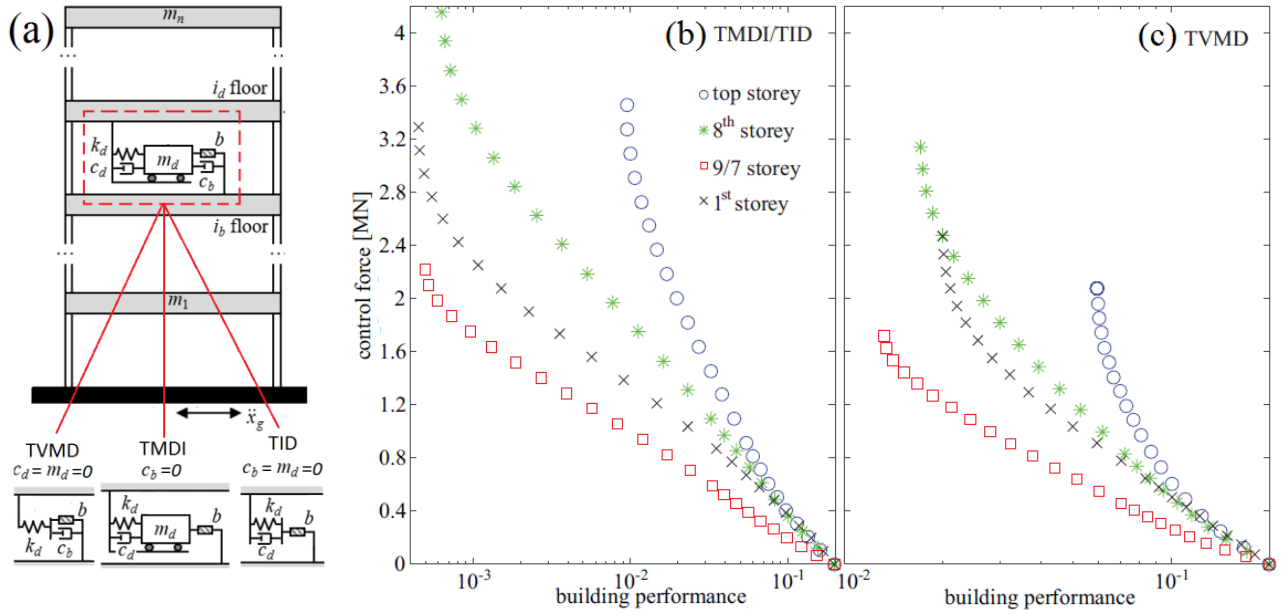 (a)
m_n
i_d floor
k_d
c_d
m_d
b
c_b
i_b floor
m_1
ẍ_g
TVMD
c_d = m_d = 0
k_d
b
c_b
TMDI
c_b = 0
k_d
c_d
m_d
b
TID
c_b = m_d = 0
k_d
c_d
b
(b) TMDI/TID
top storey
8th storey
9/7 storey
1st storey
control force [MN]
4
3.6
3.2
2.8
2.4
2
1.6
1.2
0.8
0.4
0
10^-3
10^-2
10^-1
building performance
(c) TVMD
10^-2
10^-1
building performance